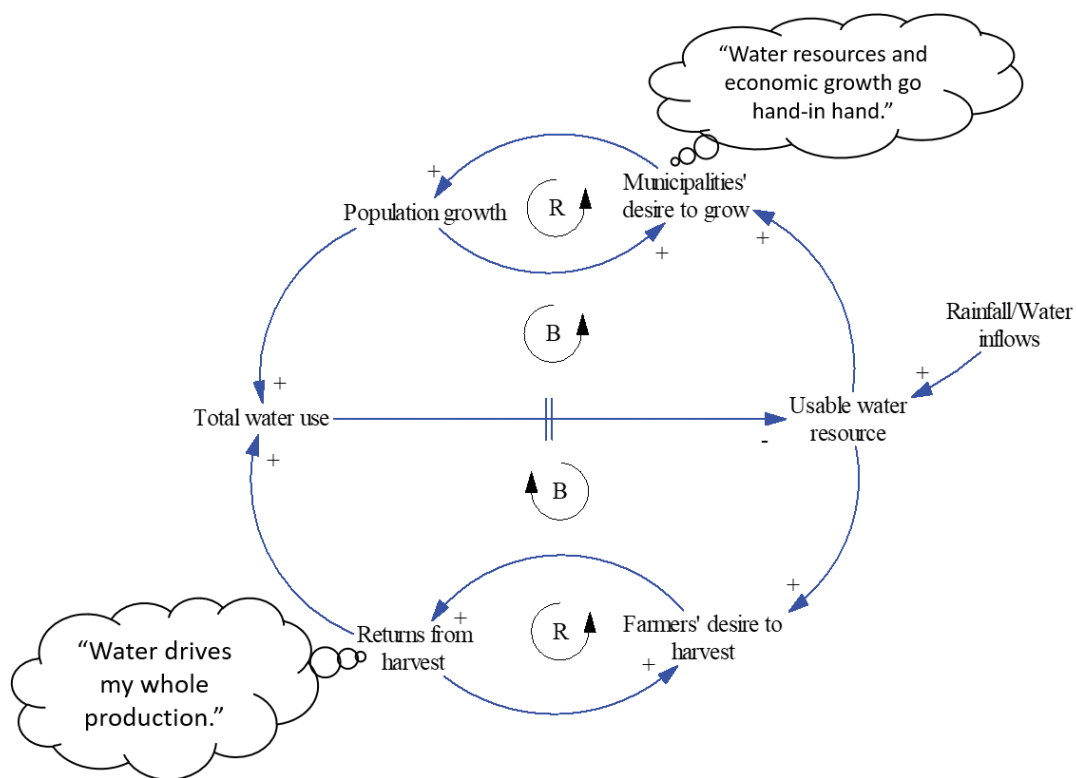 “Water resources and
economic growth go
hand-in hand.”
+
Population growth
R
Municipalities'
desire to grow
+
+
B
Rainfall/Water
inflows
+
+
Total water use
Usable water
resource
+
-
B
+
+
Returns from
harvest
R
Farmers' desire to
harvest
+
“Water drives
my whole
production.”